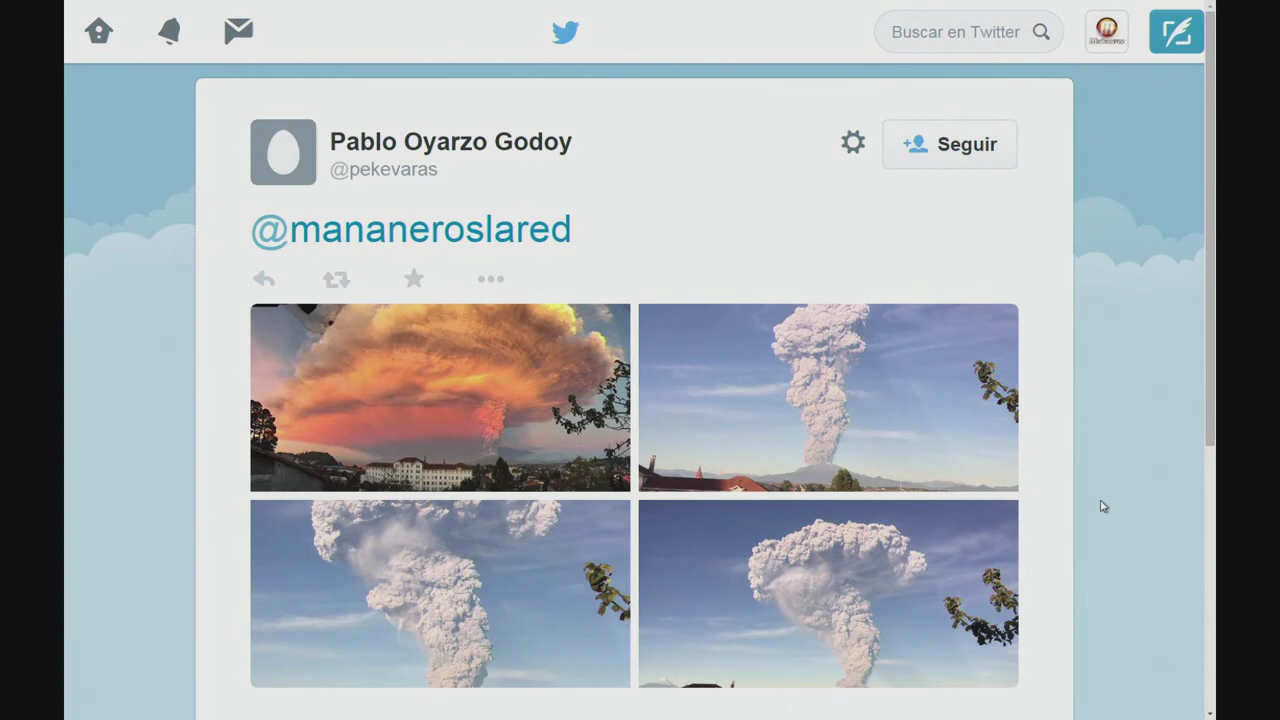 Buscar en Twitter
Pablo Oyarzo Godoy
@pekevaras
Seguir
@mananeroslared